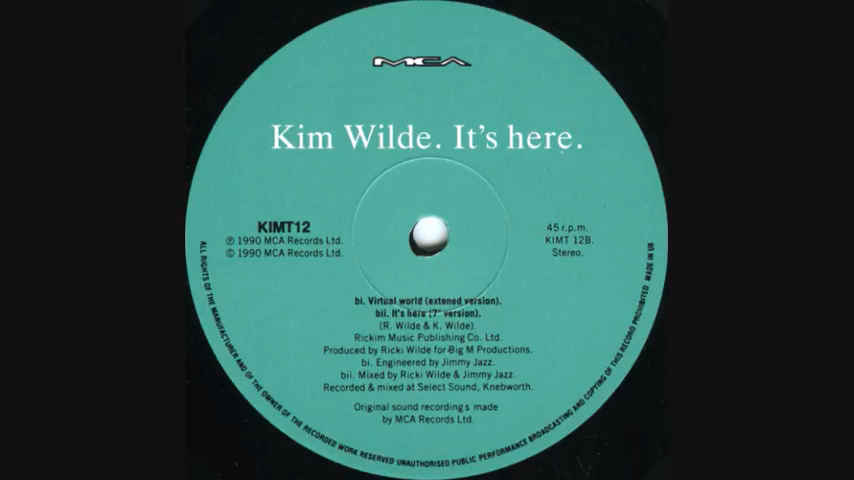 MCA
Kim Wilde. It's here.
KIMT12
℗ 1990 MCA Records Ltd.
© 1990 MCA Records Ltd.
45 r.p.m.
KIMT 12B.
Stereo.
bi. Virtual world (extened version).
bii. It's here (7" version).
(R. Wilde & K. Wilde).
Rickim Music Publishing Co. Ltd.
Produced by Ricki Wilde for Big M Productions.
bi. Engineered by Jimmy Jazz.
bii. Mixed by Ricki Wilde & Jimmy Jazz.
Recorded & mixed at Select Sound, Knebworth.
Original sound recordings made
by MCA Records Ltd.
ALL RIGHTS OF THE MANUFACTURER AND OF THE OWNER OF THE RECORDED WORK RESERVED UNAUTHORISED PUBLIC PERFORMANCE BROADCASTING AND COPYING OF THIS RECORD PROHIBITED MADE IN UK